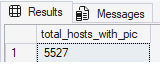 Results Messages
total_hosts_with_pic
1 5527